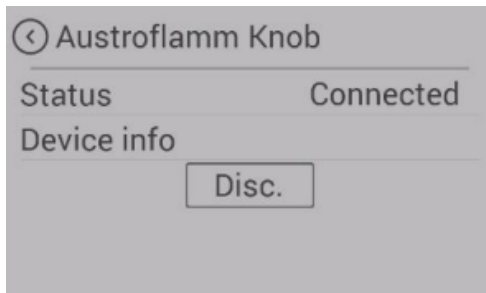 Austroflamm Knob
Status Connected
Device info
Disc.